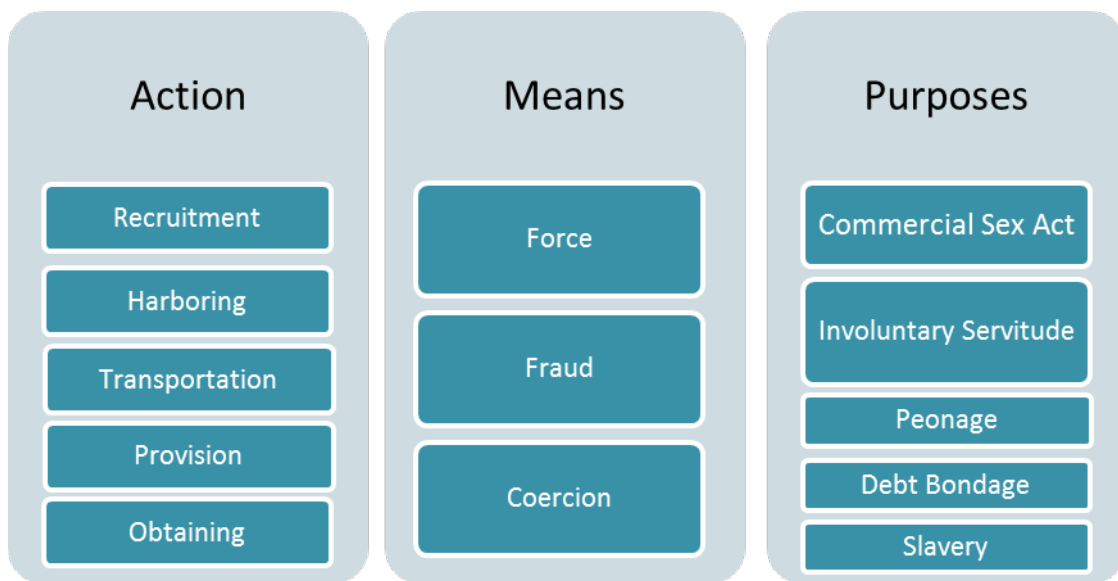 Action
Recruitment
Harboring
Transportation
Provision
Obtaining
Means
Force
Fraud
Coercion
Purposes
Commercial Sex Act
Involuntary Servitude
Peonage
Debt Bondage
Slavery